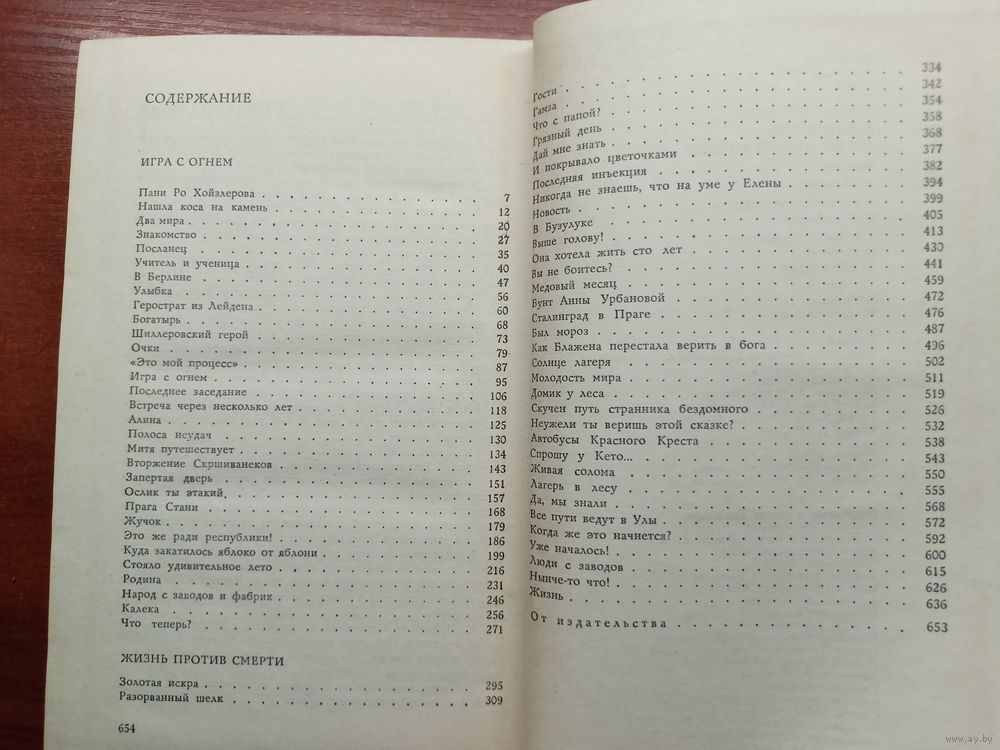 СОДЕРЖАНИЕ
ИГРА С ОГНЕМ
Пани Ро Хойзлерова . . . 7
Нашла коса на камень . . . 12
Два мира . . . 20
Знакомство . . . 27
Посланец . . . 35
Учитель и ученица . . . 40
В Берлине . . . 47
Улыбка . . . 56
Герострат из Лейдена . . . 60
Богатырь . . . 68
Шиллеровский герой . . . 73
Очки . . . 79
«Это мой процесс» . . . 87
Игра с огнем . . . 95
Последнее заседание . . . 106
Встреча через несколько лет . . . 118
Алина . . . 125
Полоса неудач . . . 130
Митя путешествует . . . 134
Вторжение Скршиванеков . . . 143
Запертая дверь . . . 151
Ослик ты этакий . . . 157
Прага Стани . . . 168
Жучок . . . 179
Это же ради республики! . . . 186
Куда закатилось яблоко от яблони . . . 199
Стояло удивительное лето . . . 216
Родина . . . 231
Народ с заводов и фабрик . . . 246
Калека . . . 256
Что теперь? . . . 271
ЖИЗНЬ ПРОТИВ СМЕРТИ
Золотая искра . . . 295
Разорванный шелк . . . 309
654
Гости . . . 334
Гамза . . . 342
Что с папой? . . . 354
Грязный день . . . 358
Дай мне знать . . . 368
И покрывало цветочками . . . 377
Последняя инъекция . . . 382
Никогда не знаешь, что на уме у Елены . . . 394
Новость . . . 399
В Бузулуке . . . 405
Выше голову! . . . 413
Она хотела жить сто лет . . . 430
Вы не боитесь? . . . 441
Медовый месяц . . . 459
Бунт Анны Урбановой . . . 472
Сталинград в Праге . . . 476
Был мороз . . . 487
Как Блажена перестала верить в бога . . . 496
Солнце лагеря . . . 502
Молодость мира . . . 511
Домик у леса . . . 519
Скучен путь странника бездомного . . . 526
Неужели ты веришь этой сказке? . . . 532
Автобусы Красного Креста . . . 538
Спрошу у Кето... . . . 543
Живая солома . . . 550
Лагерь в лесу . . . 555
Да, мы знали . . . 568
Все пути ведут в Улы . . . 572
Когда же это начнется? . . . 592
Уже началось! . . . 600
Люди с заводов . . . 615
Нынче-то что! . . . 626
Жизнь . . . 636
От издательства . . . 653
www.ay.by